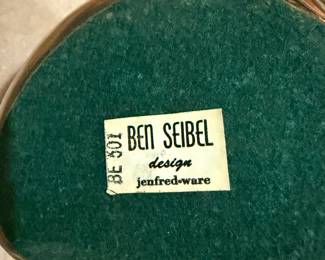 BE 501
BEN SEIBEL
design
jenfred-ware